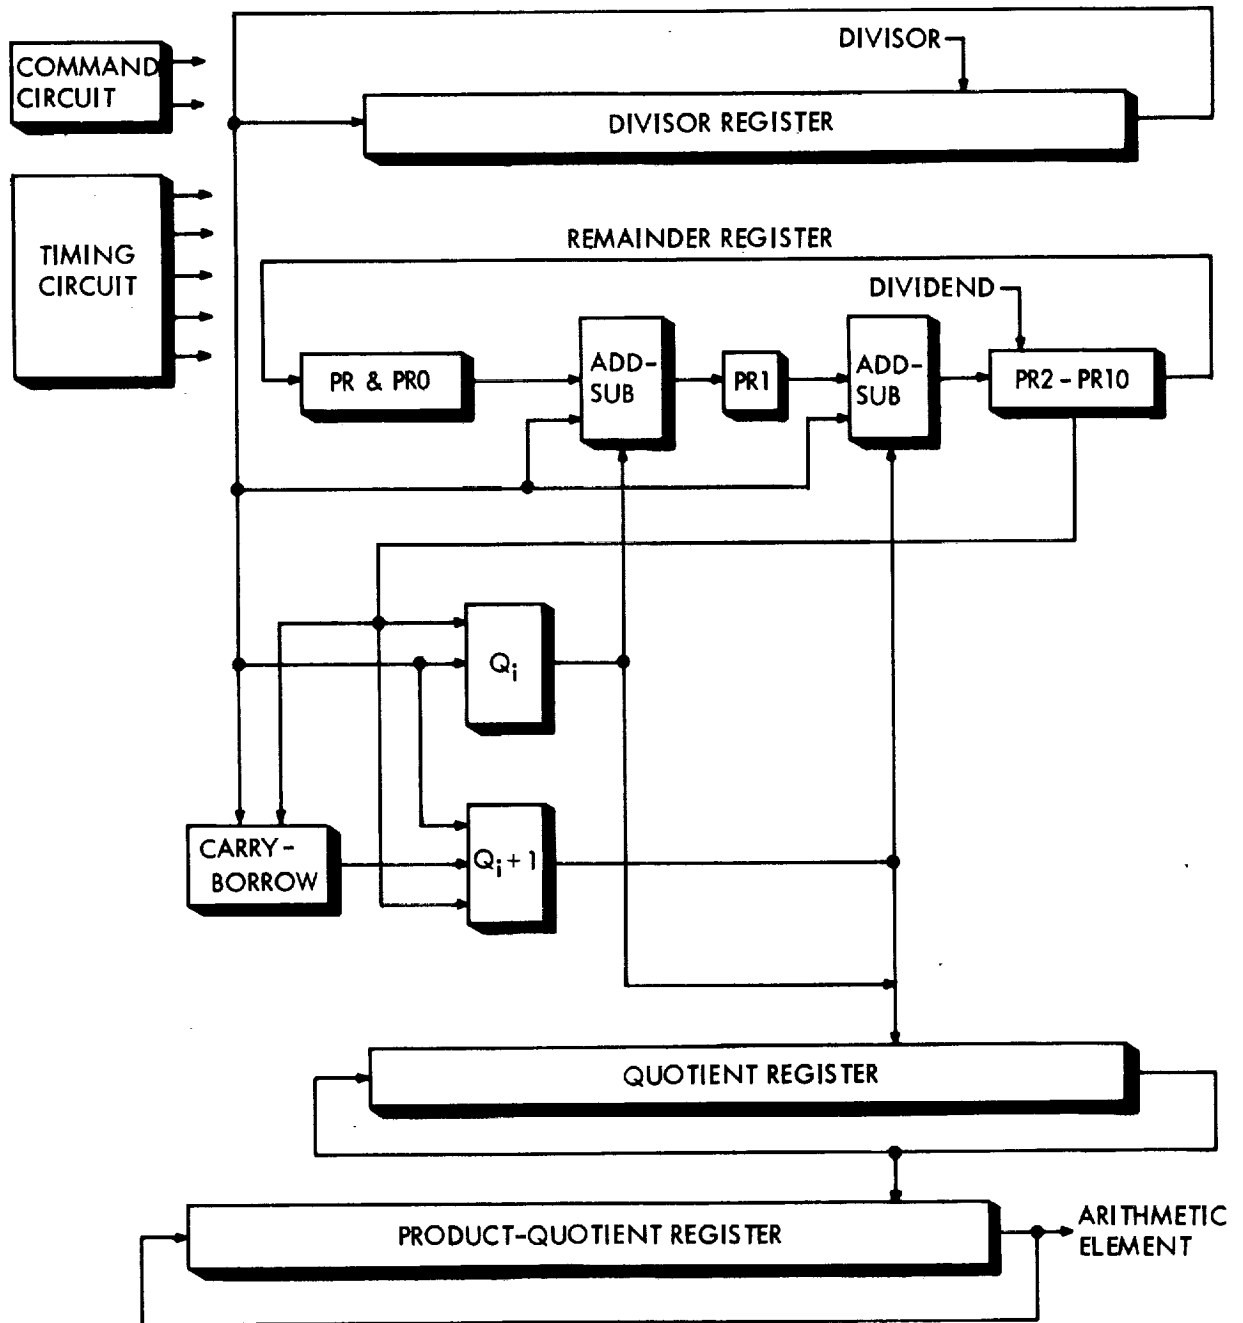 COMMAND
CIRCUIT
DIVISOR
DIVISOR REGISTER
TIMING
CIRCUIT
REMAINDER REGISTER
DIVIDEND
PR & PR0
ADD-
SUB
PR1
ADD-
SUB
PR2 - PR10
Qi
CARRY-
BORROW
Qi + 1
QUOTIENT REGISTER
PRODUCT-QUOTIENT REGISTER
ARITHMETIC
ELEMENT